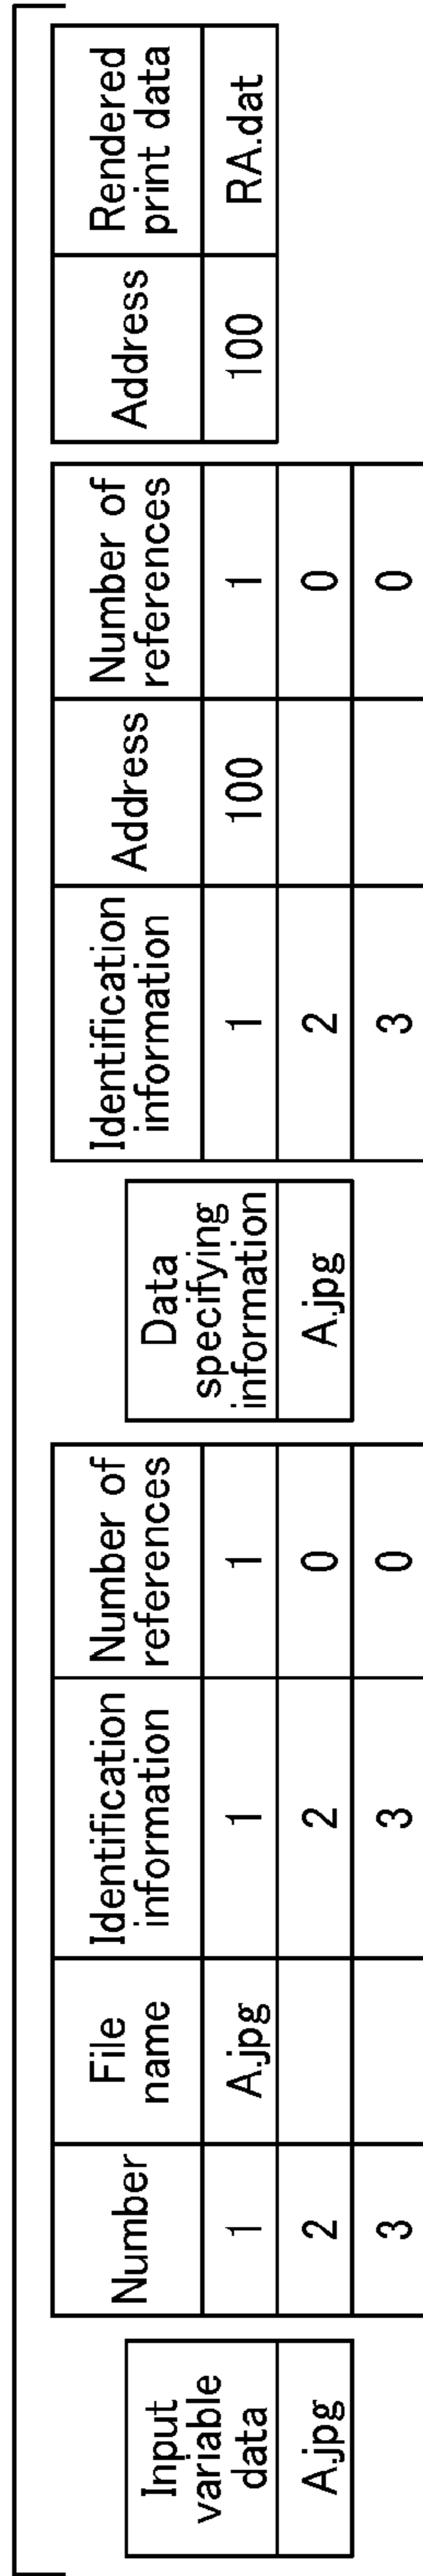 Input
variable
data
A.jpg
Number
File
name
Identification
information
Number of
references
1
A.jpg
1
1
2
2
0
3
3
0
Data
specifying
information
A.jpg
Identification
information
Address
Number of
references
1
100
1
2
0
3
0
Address
Rendered
print data
100
RA.dat